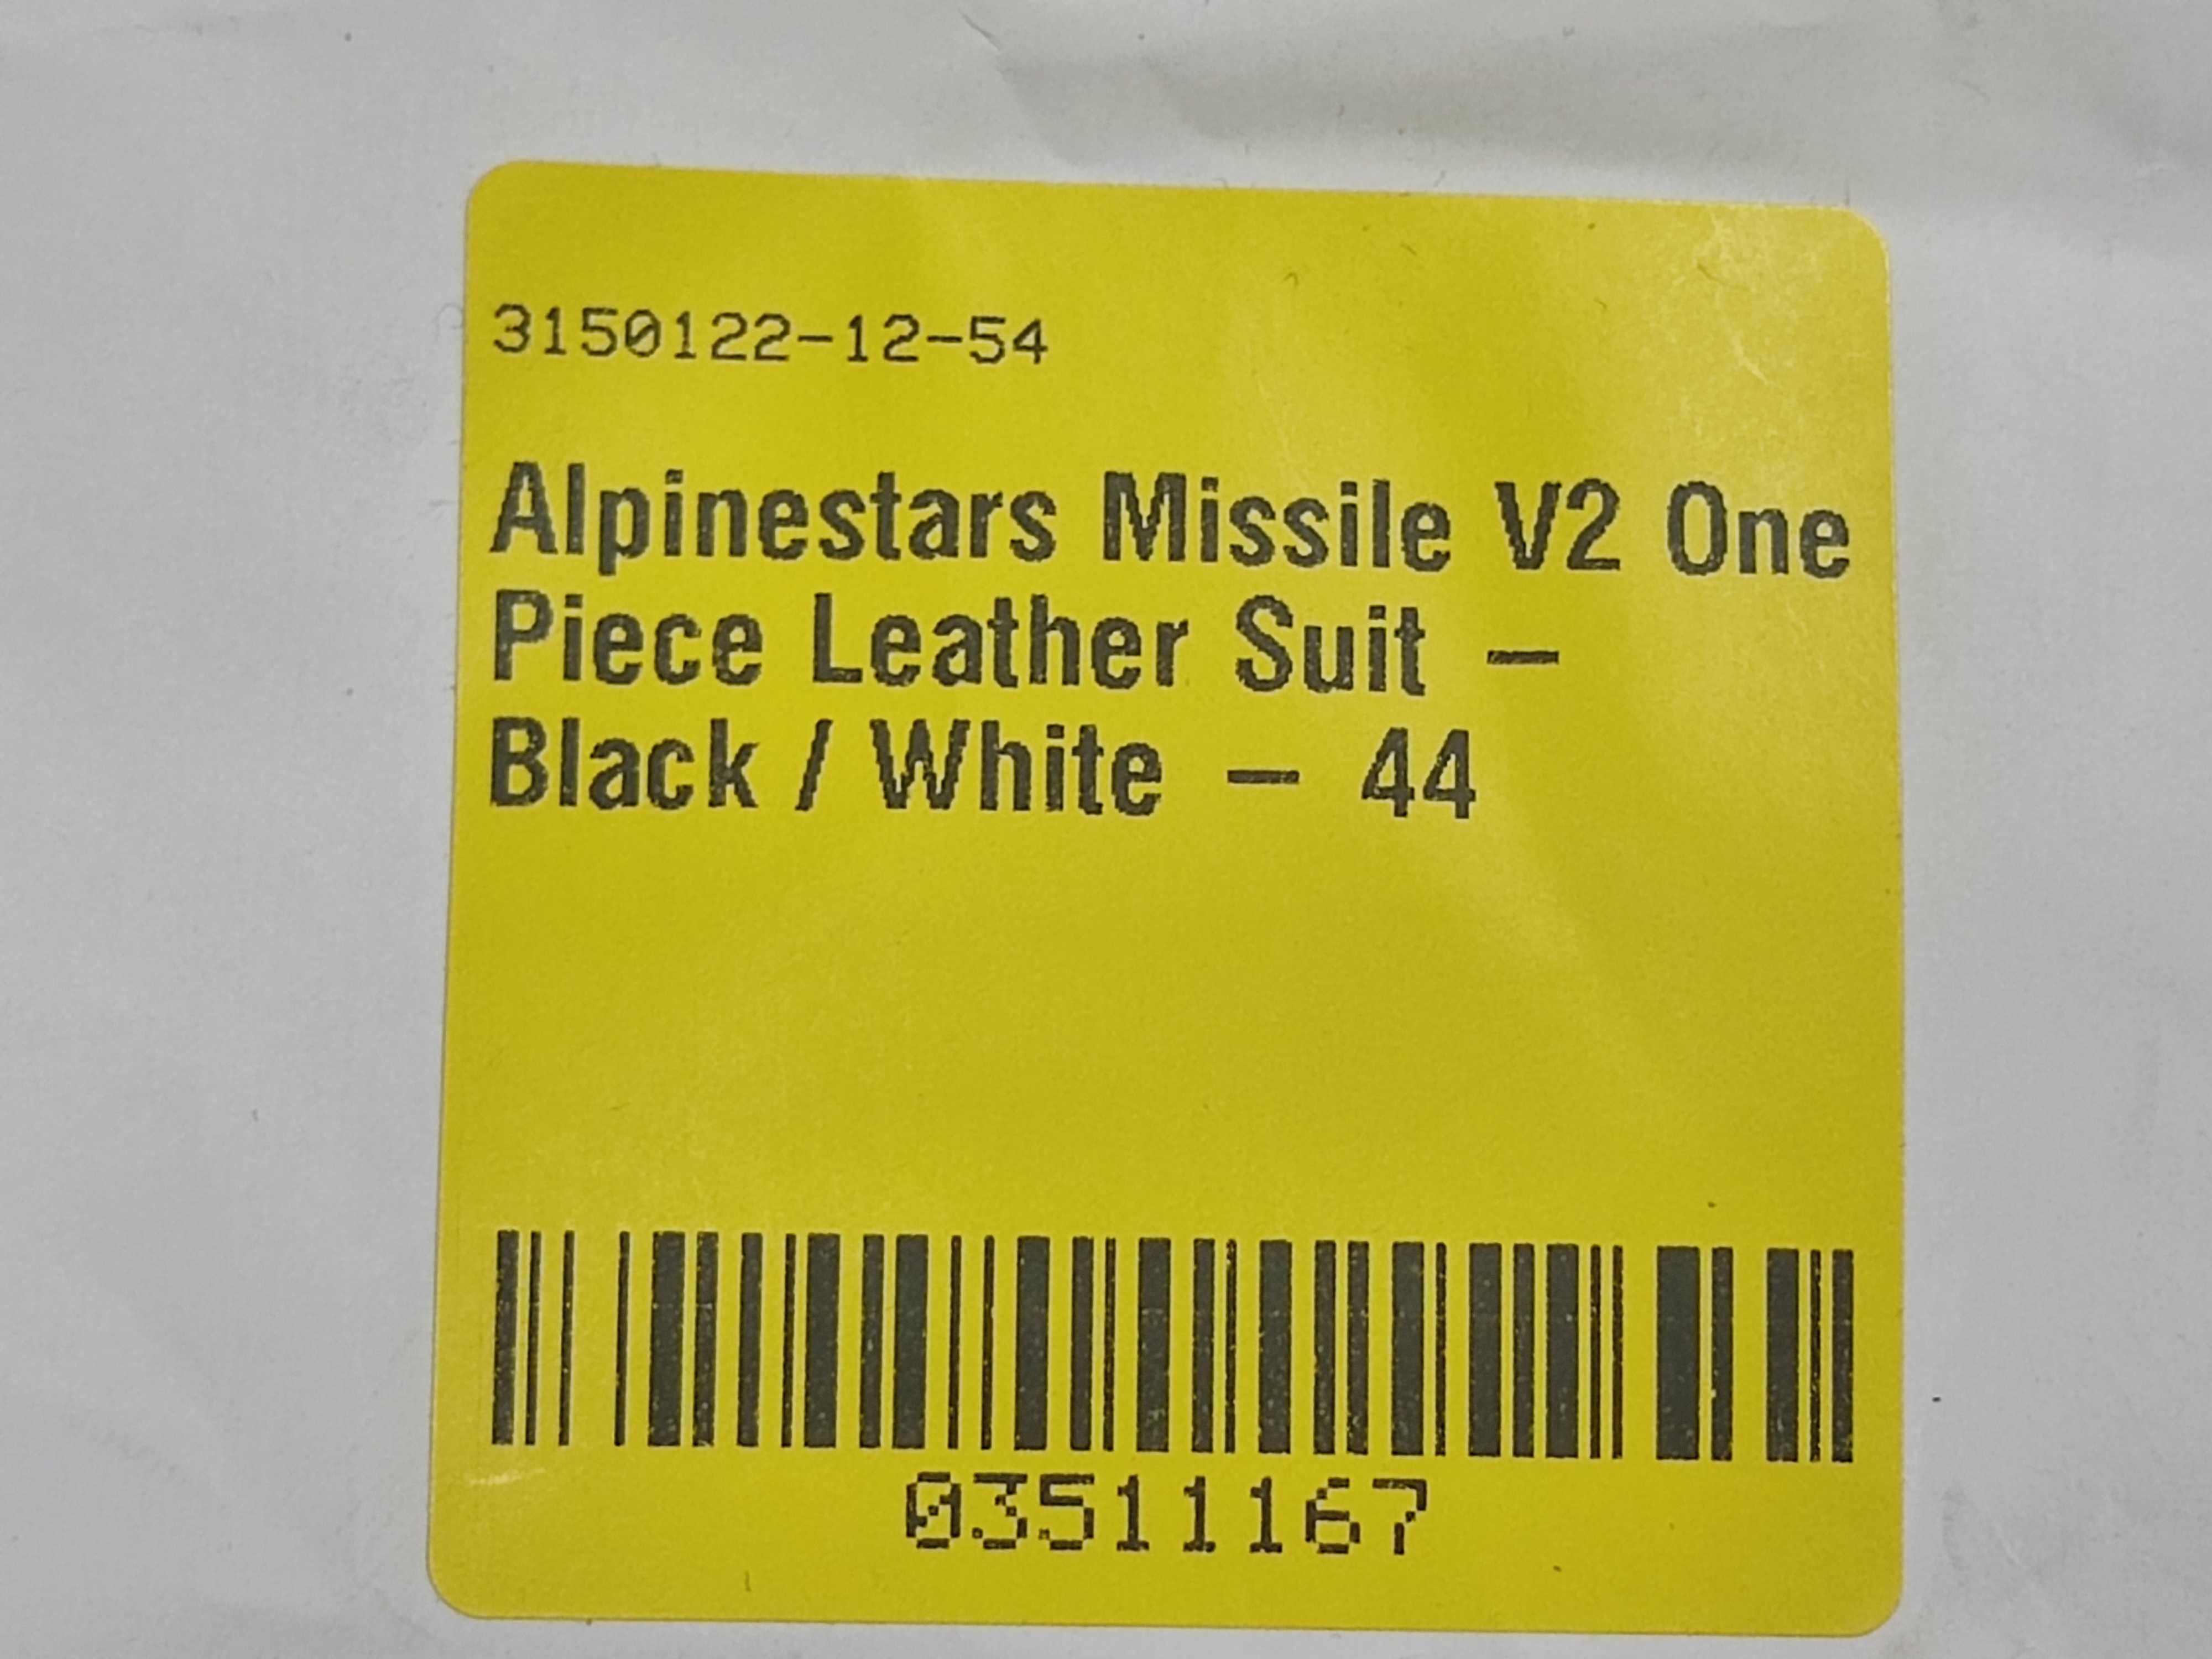 3150122-12-54
Alpinestars Missile V2 One
Piece Leather Suit -
Black / White - 44
03511167